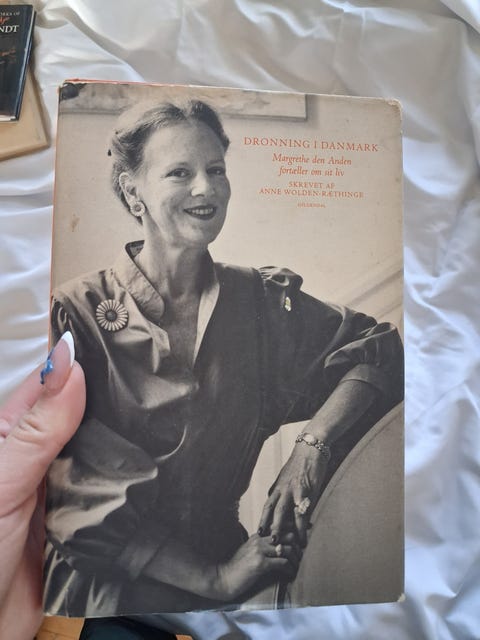 DRONNING I DANMARK
Margrethe den Anden
fortæller om sit liv
SKREVET AF
ANNE WOLDEN-RÆTHINGE
GYLDENDAL